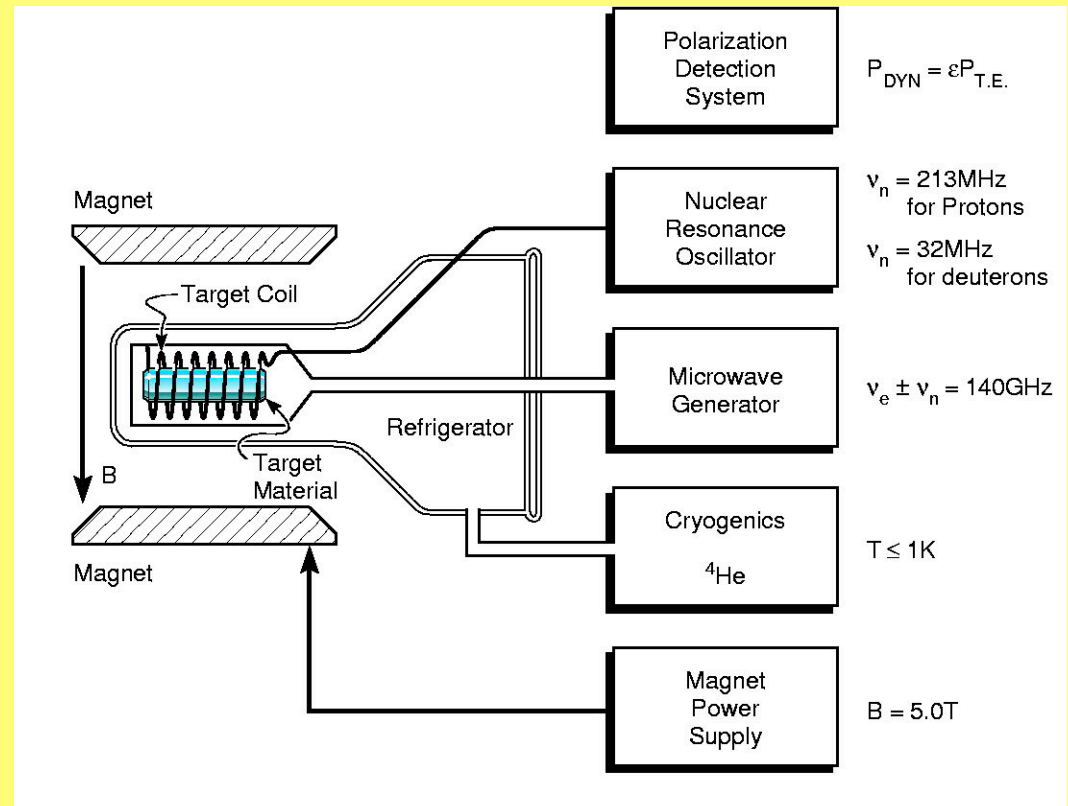 Polarization
Detection
System
P_DYN = εP_T.E.
Magnet
Nuclear
Resonance
Oscillator
ν_n = 213MHz
for Protons
ν_n = 32MHz
for deuterons
Target Coil
Microwave
Generator
ν_e ± ν_n = 140GHz
Refrigerator
Target
Material
B
Cryogenics
⁴He
T ≤ 1K
Magnet
Magnet
Power
Supply
B = 5.0T